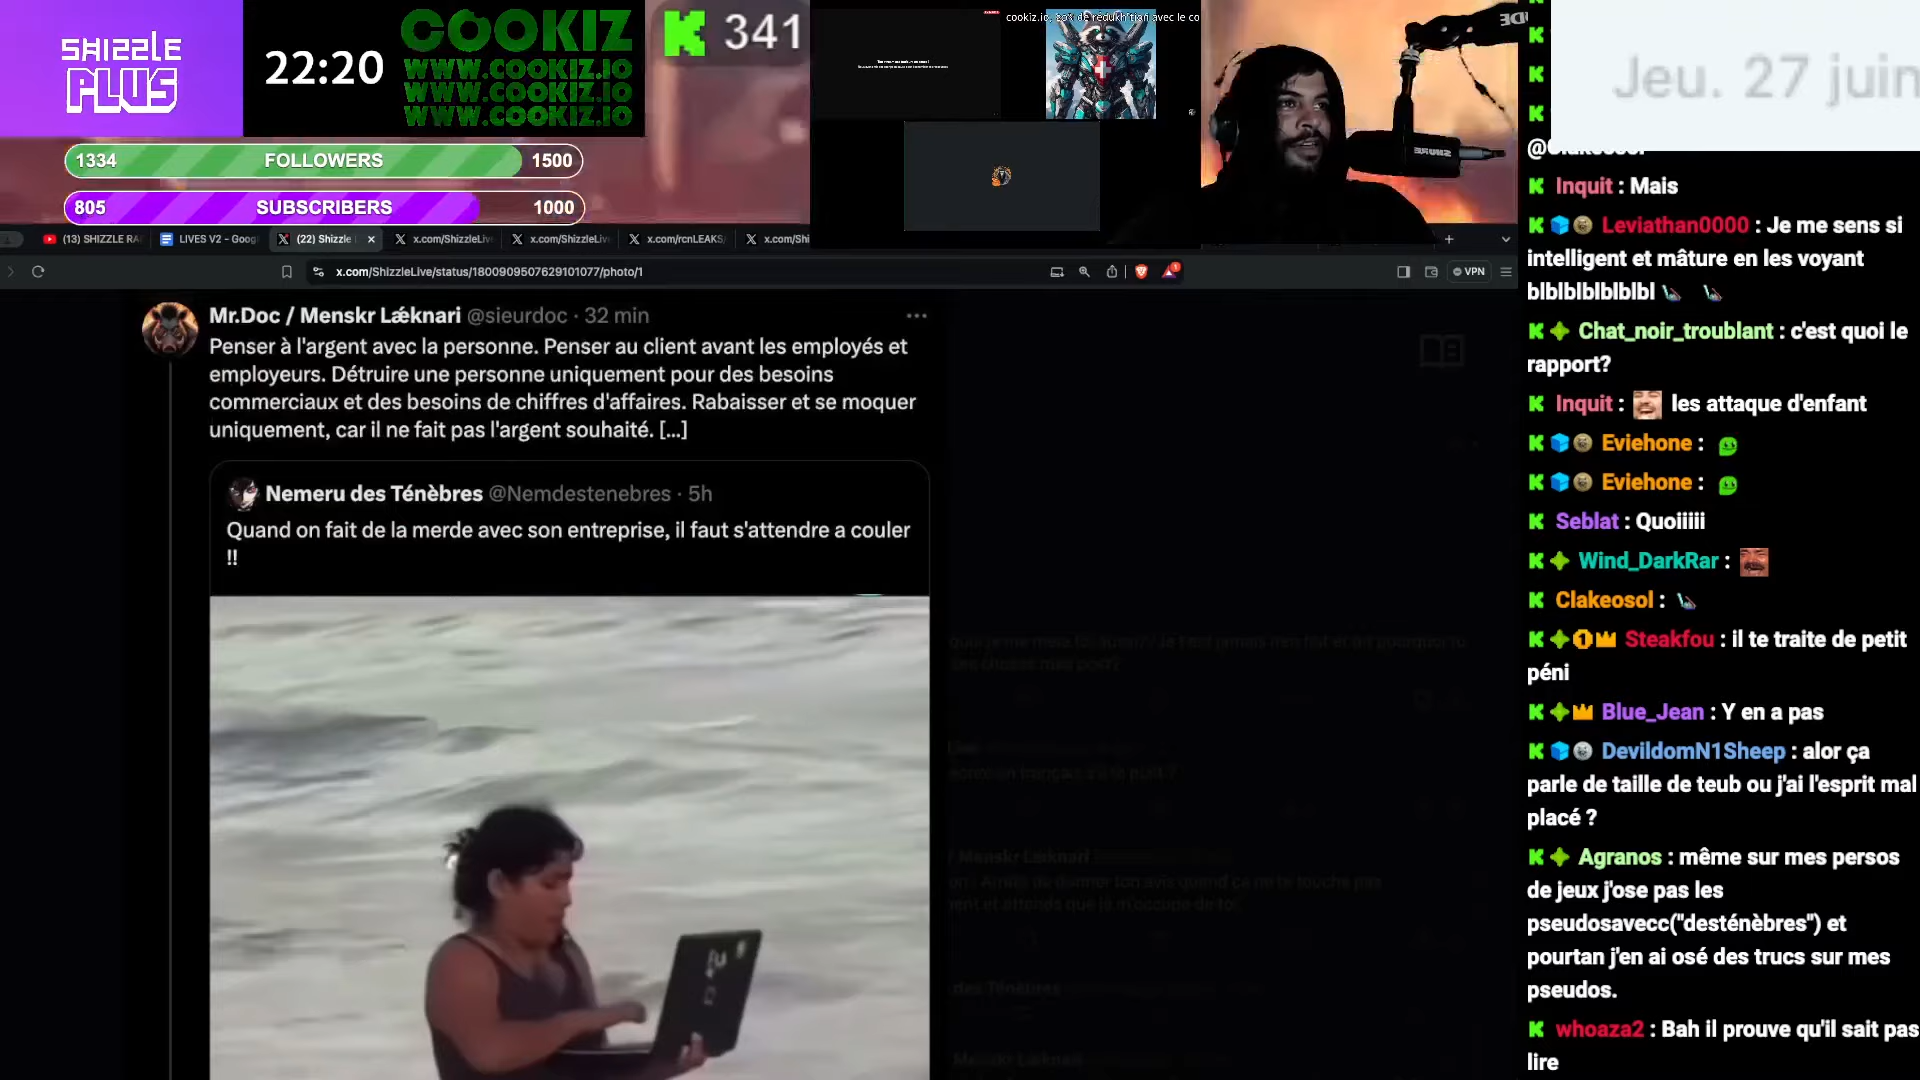 SHIZZLE
PLUS
22:20
COOKIZ
WWW.COOKIZ.IO
WWW.COOKIZ.IO
WWW.COOKIZ.IO
341
1334 FOLLOWERS 1500
805 SUBSCRIBERS 1000
SHURE
Jeu. 27 juin
(13) SHIZZLE RA
LIVES V2 - Goog
(22) Shizzle
x.com/ShizzleLiv
x.com/ShizzleLiv
x.com/rcnLEAKS/
x.com/Shi
x.com/ShizzleLive/status/1800909507629101077/photo/1
VPN
Mr.Doc / Menskr Lǽknari @sieurdoc · 32 min
Penser à l'argent avec la personne. Penser au client avant les employés et
employeurs. Détruire une personne uniquement pour des besoins
commerciaux et des besoins de chiffres d'affaires. Rabaisser et se moquer
uniquement, car il ne fait pas l'argent souhaité. [...]
Nemeru des Ténèbres @Nemdestenebres · 5h
Quand on fait de la merde avec son entreprise, il faut s'attendre a couler
!!
@Clakeosol
Inquit : Mais
Leviathan0000 : Je me sens si
intelligent et mâture en les voyant
blblblblblblbl
Chat_noir_troublant : c'est quoi le
rapport?
Inquit : les attaque d'enfant
Eviehone :
Eviehone :
Seblat : Quoiiiii
Wind_DarkRar :
Clakeosol :
Steakfou : il te traite de petit
péni
Blue_Jean : Y en a pas
DevildomN1Sheep : alor ça
parle de taille de teub ou j'ai l'esprit mal
placé ?
Agranos : même sur mes persos
de jeux j'ose pas les
pseudosavecc("desténèbres") et
pourtan j'en ai osé des trucs sur mes
pseudos.
whoaza2 : Bah il prouve qu'il sait pas
lire